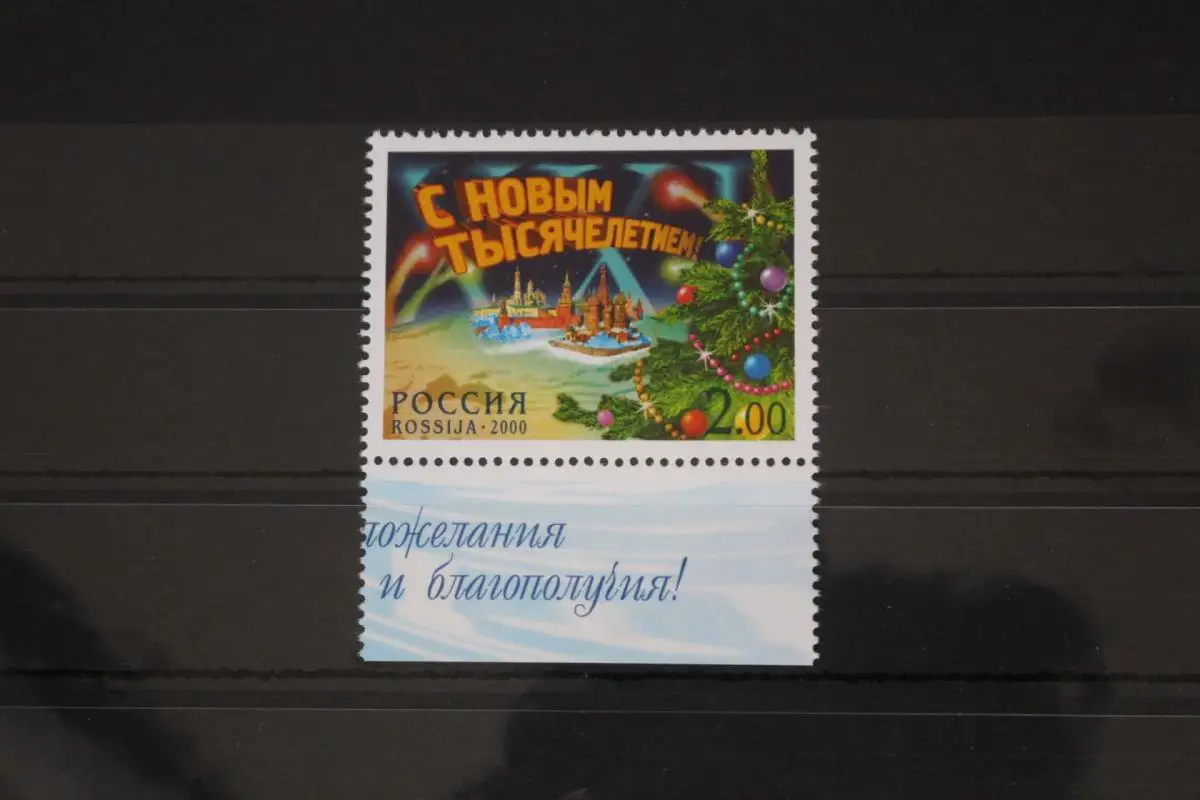 С НОВЫМ
ТЫСЯЧЕЛЕТИЕМ!
РОССИЯ
ROSSIJA · 2000
2.00
пожелания
и благополучия!